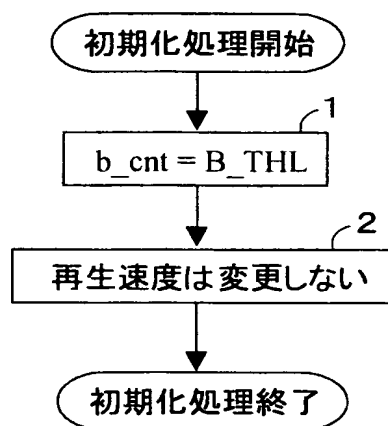 初期化処理開始
1
b_cnt = B_THL
2
再生速度は変更しない
初期化処理終了